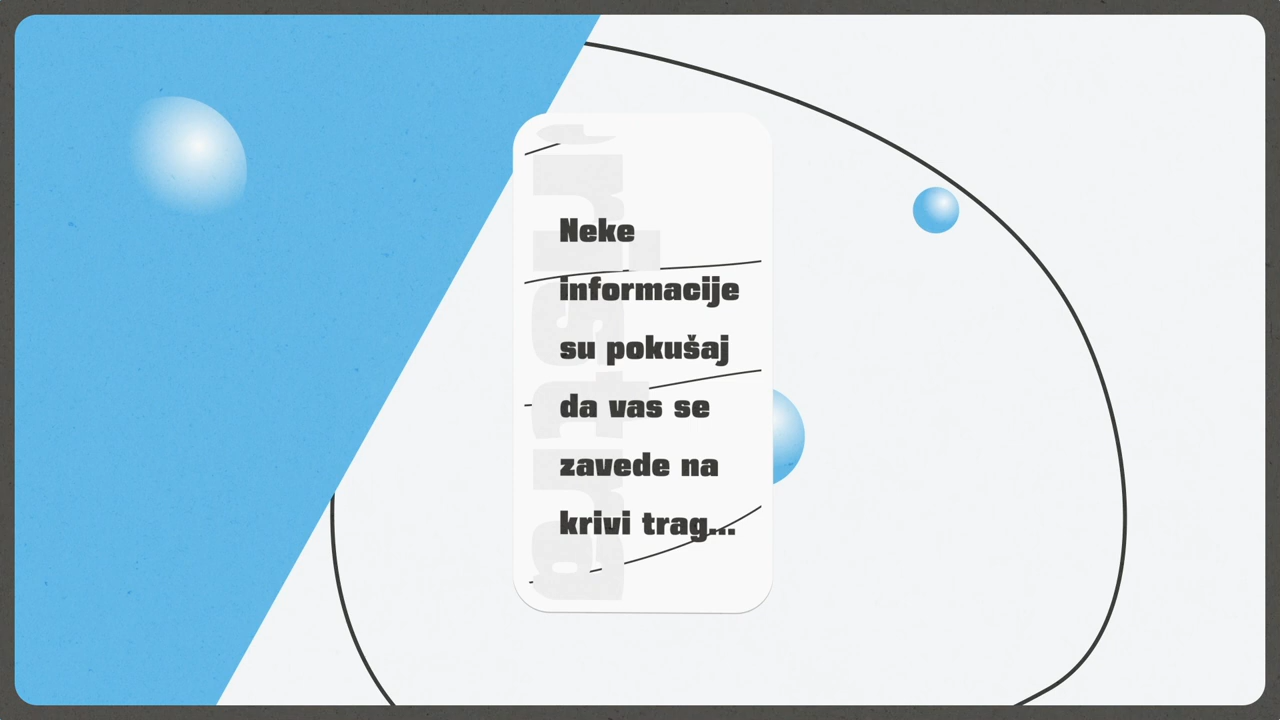 Neke
informacije
su pokušaj
da vas se
zavede na
krivi trag...